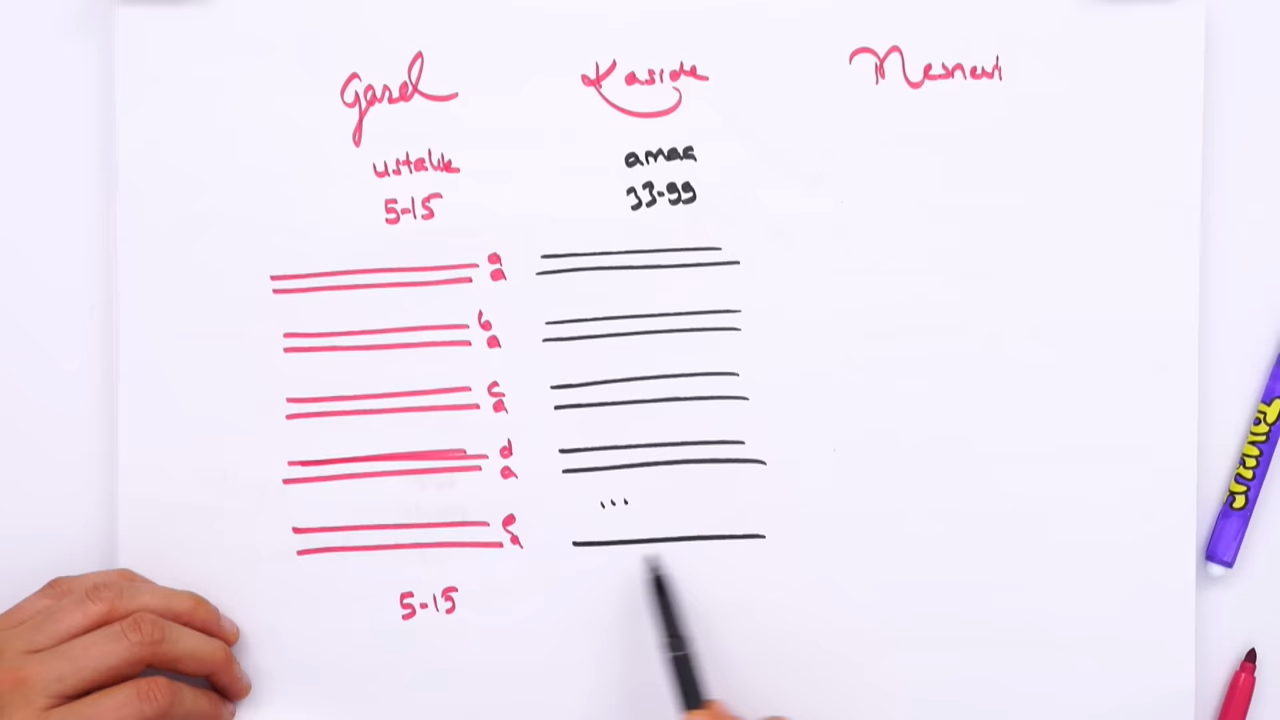 Gazel
Kaside
Mesnevi
ustalık
5-15
amaç
33-99
a
a
b
a
c
a
d
a
e
a
...
5-15